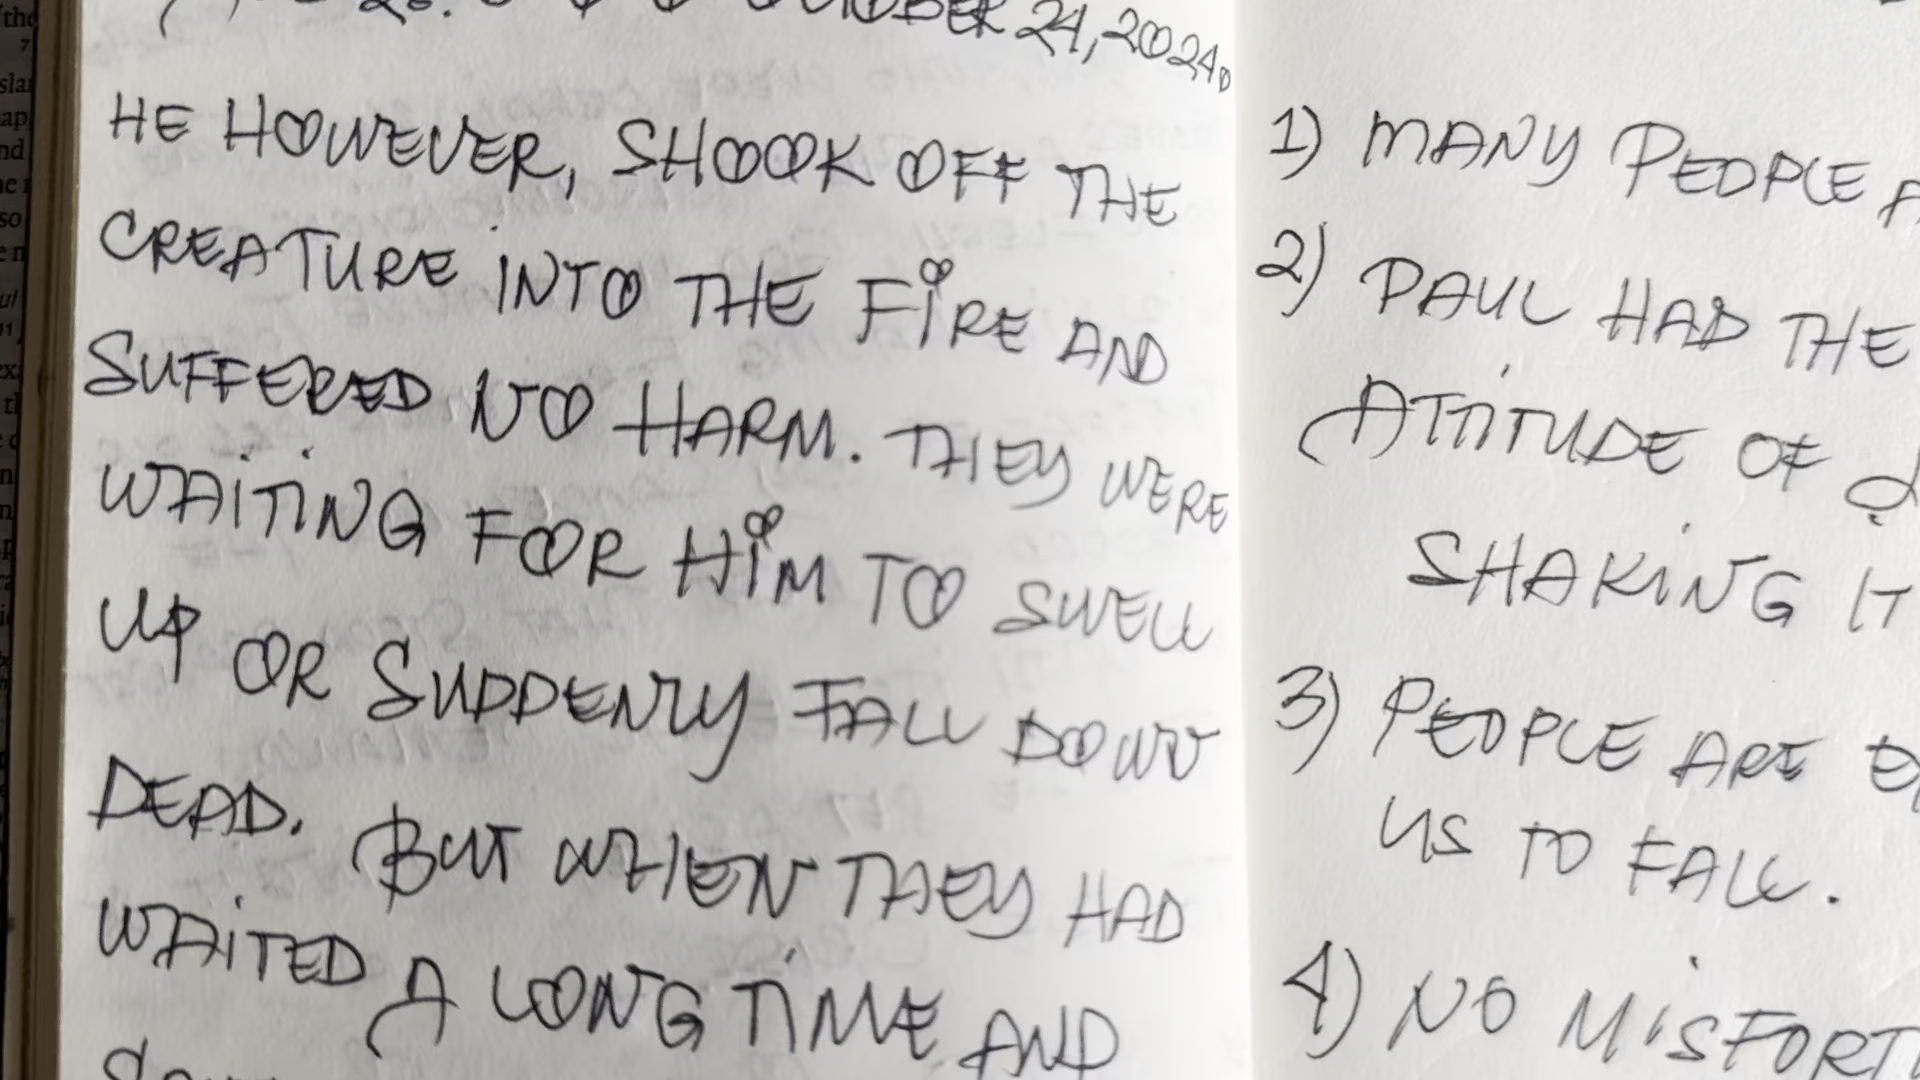 OCTOBER 24, 2024.
HE HOWEVER, SHOOK OFF THE
CREATURE INTO THE FIRE AND
SUFFERED NO HARM. THEY WERE
WAITING FOR HIM TO SWELL
UP OR SUDDENLY FALL DOWN
DEAD. BUT WHEN THEY HAD
WAITED A LONG TIME AND
1) MANY PEOPLE
2) PAUL HAD THE
ATTITUDE OF
SHAKING IT
3) PEOPLE ARE
US TO FALL.
4) NO MISFORT